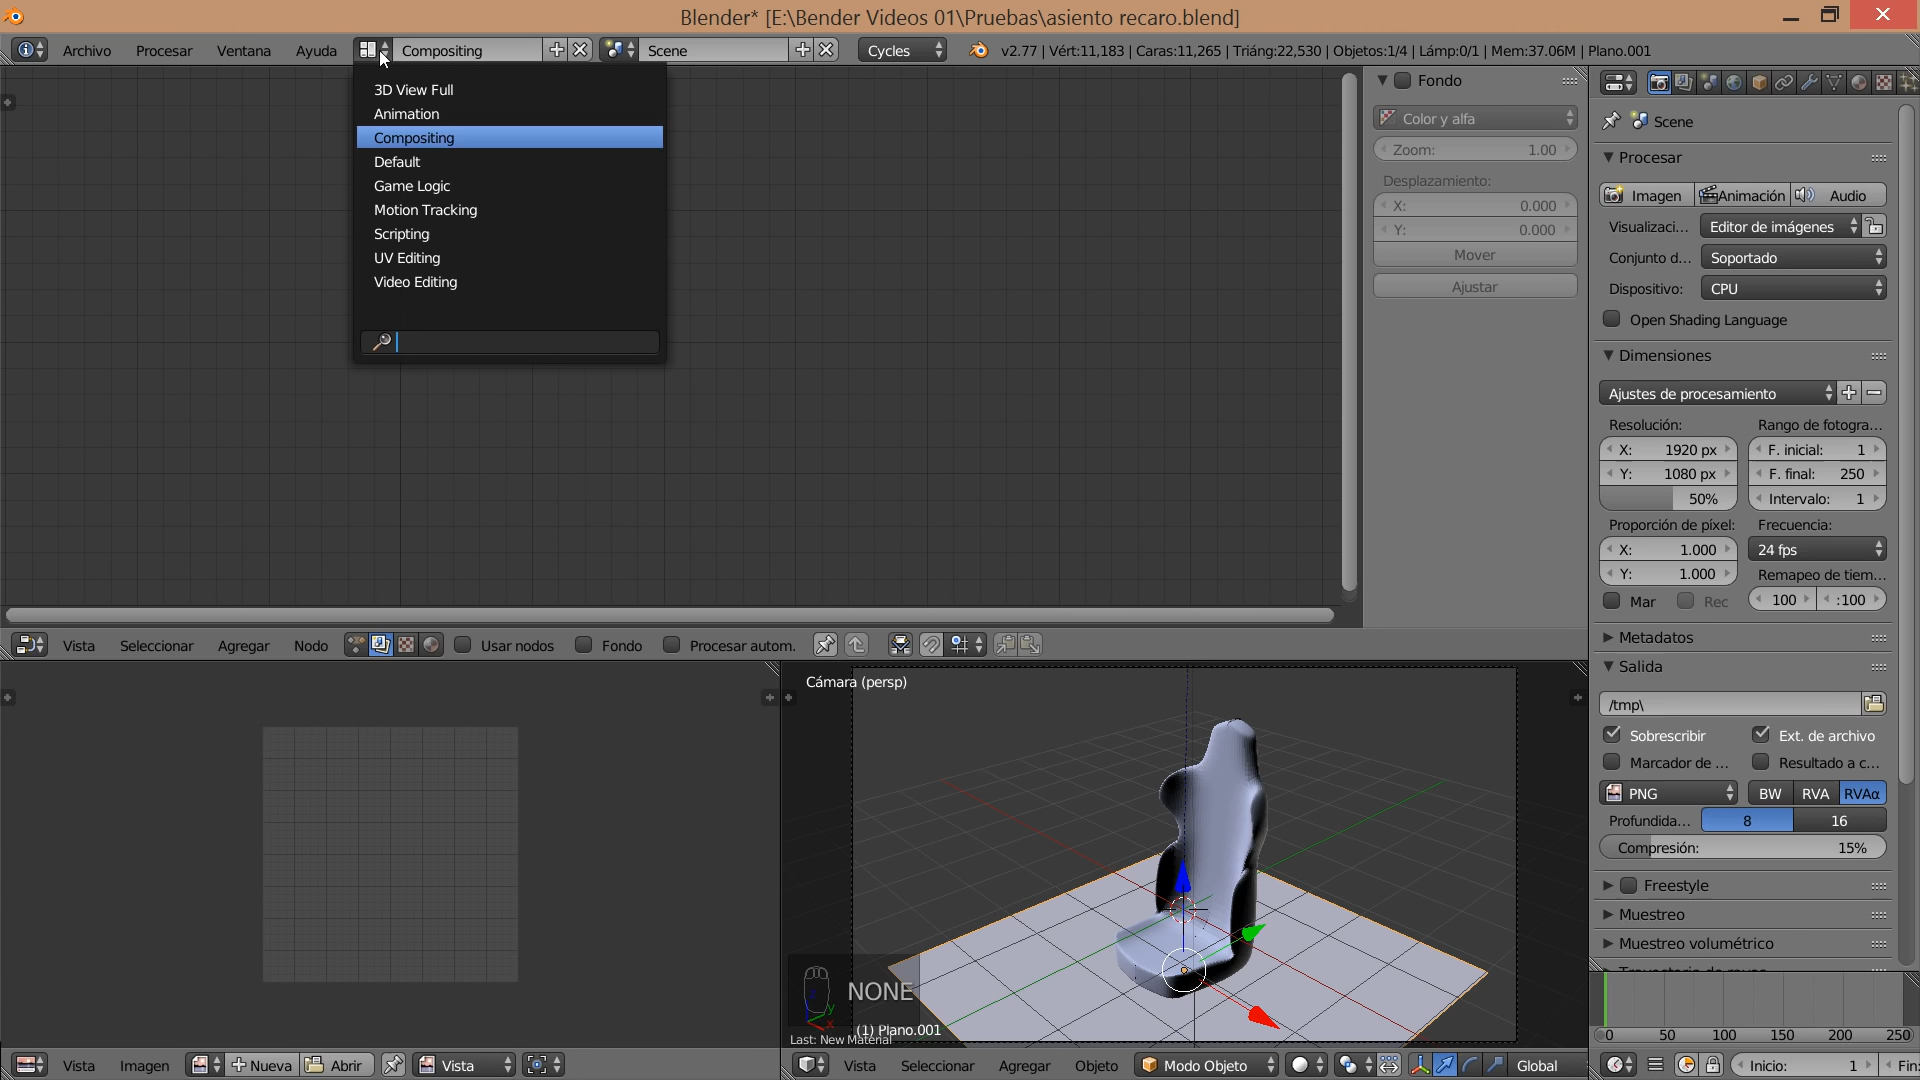 Blender* [E:\Bender Videos 01\Pruebas\asiento recaro.blend]
Archivo Procesar Ventana Ayuda Compositing Scene Cycles v2.77 | Vért:11,183 | Caras:11,265 | Triáng:22,530 | Objetos:1/4 | Lámp:0/1 | Mem:37.06M | Plano.001
3D View Full
Animation
Compositing
Default
Game Logic
Motion Tracking
Scripting
UV Editing
Video Editing
Fondo
Color y alfa
Zoom: 1.00
Desplazamiento:
X: 0.000
Y: 0.000
Mover
Ajustar
Scene
Procesar
Imagen Animación Audio
Visualizaci... Editor de imágenes
Conjunto d... Soportado
Dispositivo: CPU
Open Shading Language
Dimensiones
Ajustes de procesamiento
Resolución: Rango de fotogra...
X: 1920 px F. inicial: 1
Y: 1080 px F. final: 250
50% Intervalo: 1
Proporción de píxel: Frecuencia:
X: 1.000 24 fps
Y: 1.000 Remapeo de tiem...
Mar Rec 100 :100
Metadatos
Salida
/tmp\
Sobrescribir Ext. de archivo
Marcador de ... Resultado a c...
PNG BW RVA RVAα
Profundida... 8 16
Compresión: 15%
Freestyle
Muestreo
Muestreo volumétrico
Vista Seleccionar Agregar Nodo Usar nodos Fondo Procesar autom.
Cámara (persp)
NONE
(1) Plano.001
Last: New Material
0 50 100 150 200 250
Vista Imagen Nueva Abrir Vista
Vista Seleccionar Agregar Objeto Modo Objeto Global
Inicio: 1 Fin: